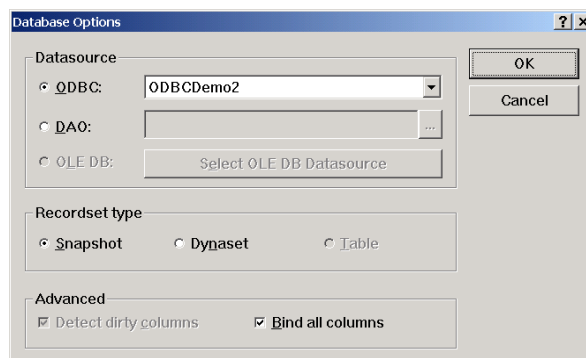 Database Options
Datasource
ODBC:
ODBCDemo2
OK
Cancel
DAO:
...
OLE DB:
Select OLE DB Datasource
Recordset type
Snapshot
Dynaset
Table
Advanced
Detect dirty columns
Bind all columns